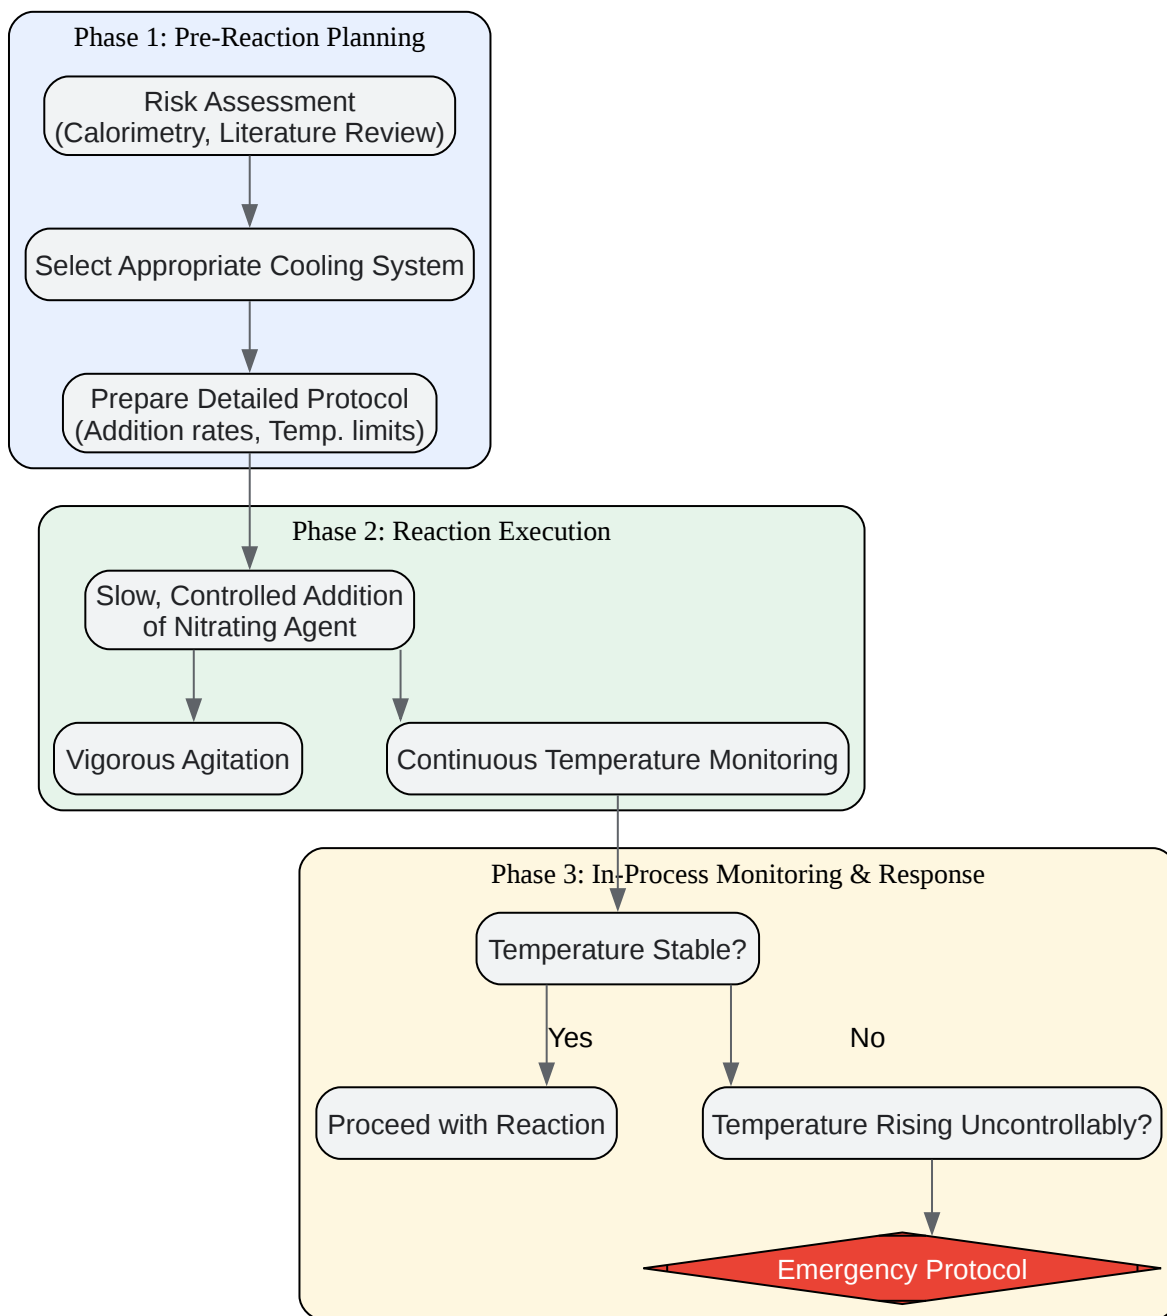 Phase 1: Pre-Reaction Planning
Risk Assessment
(Calorimetry, Literature Review)
Select Appropriate Cooling System
Prepare Detailed Protocol
(Addition rates, Temp. limits)
Phase 2: Reaction Execution
Slow, Controlled Addition
of Nitrating Agent
Vigorous Agitation
Continuous Temperature Monitoring
Phase 3: In-Process Monitoring & Response
Temperature Stable?
Yes
No
Proceed with Reaction
Temperature Rising Uncontrollably?
Emergency Protocol